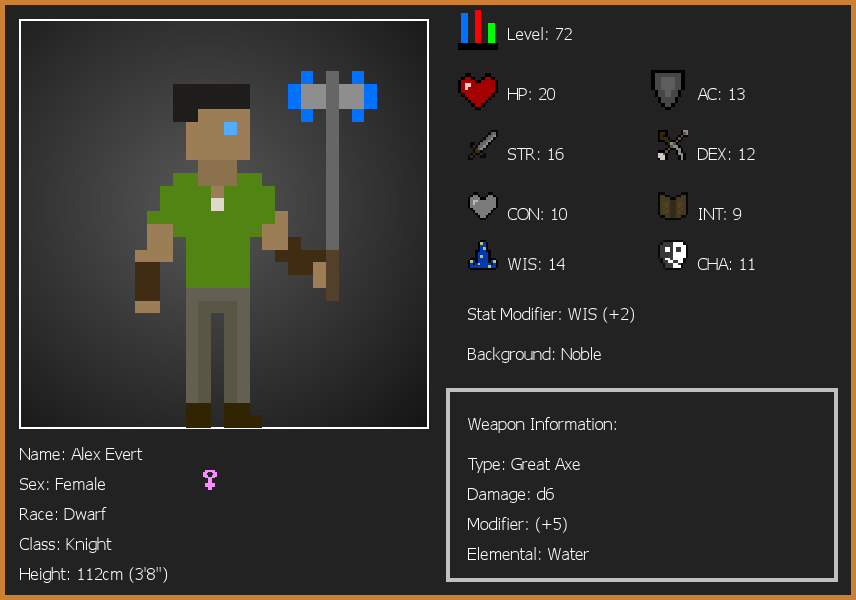 Level: 72
HP: 20
AC: 13
STR: 16
DEX: 12
CON: 10
INT: 9
WIS: 14
CHA: 11
Stat Modifier: WIS (+2)
Background: Noble
Weapon Information:
Type: Great Axe
Damage: d6
Modifier: (+5)
Elemental: Water
Name: Alex Evert
Sex: Female
Race: Dwarf
Class: Knight
Height: 112cm (3'8")